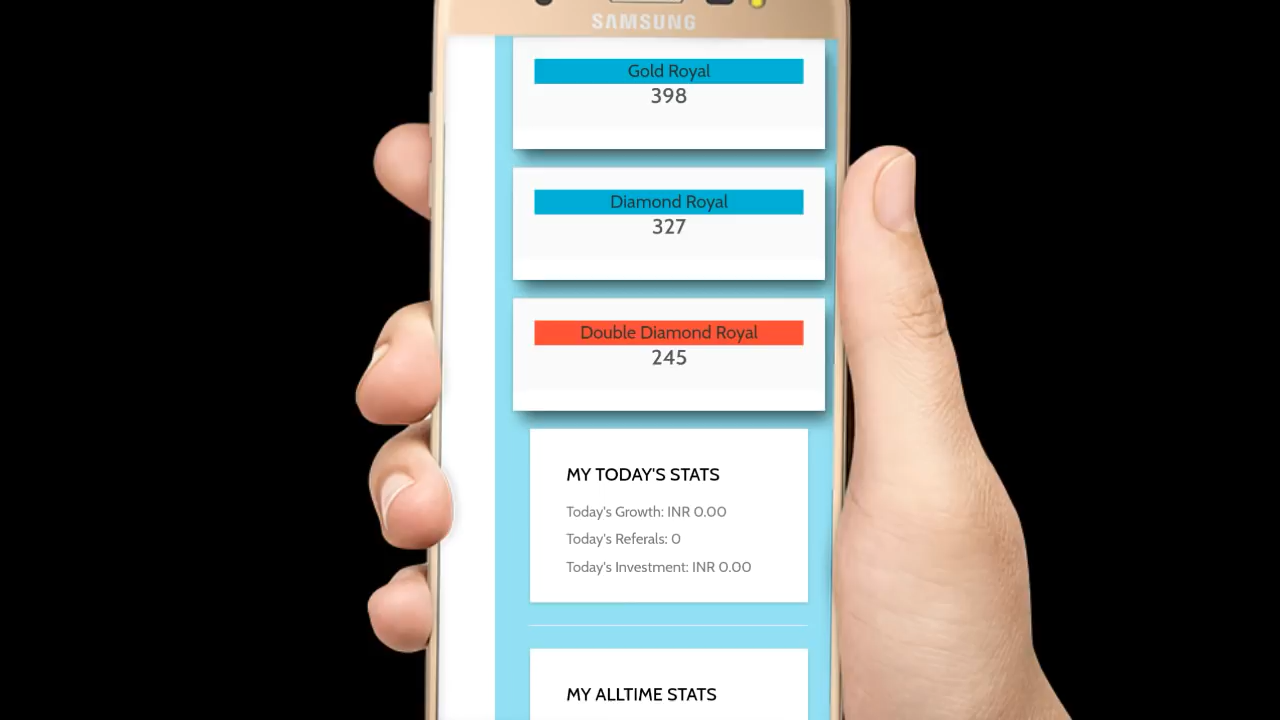 SAMSUNG
Gold Royal
398
Diamond Royal
327
Double Diamond Royal
245
MY TODAY'S STATS
Today's Growth: INR 0.00
Today's Referals: 0
Today's Investment: INR 0.00
MY ALLTIME STATS